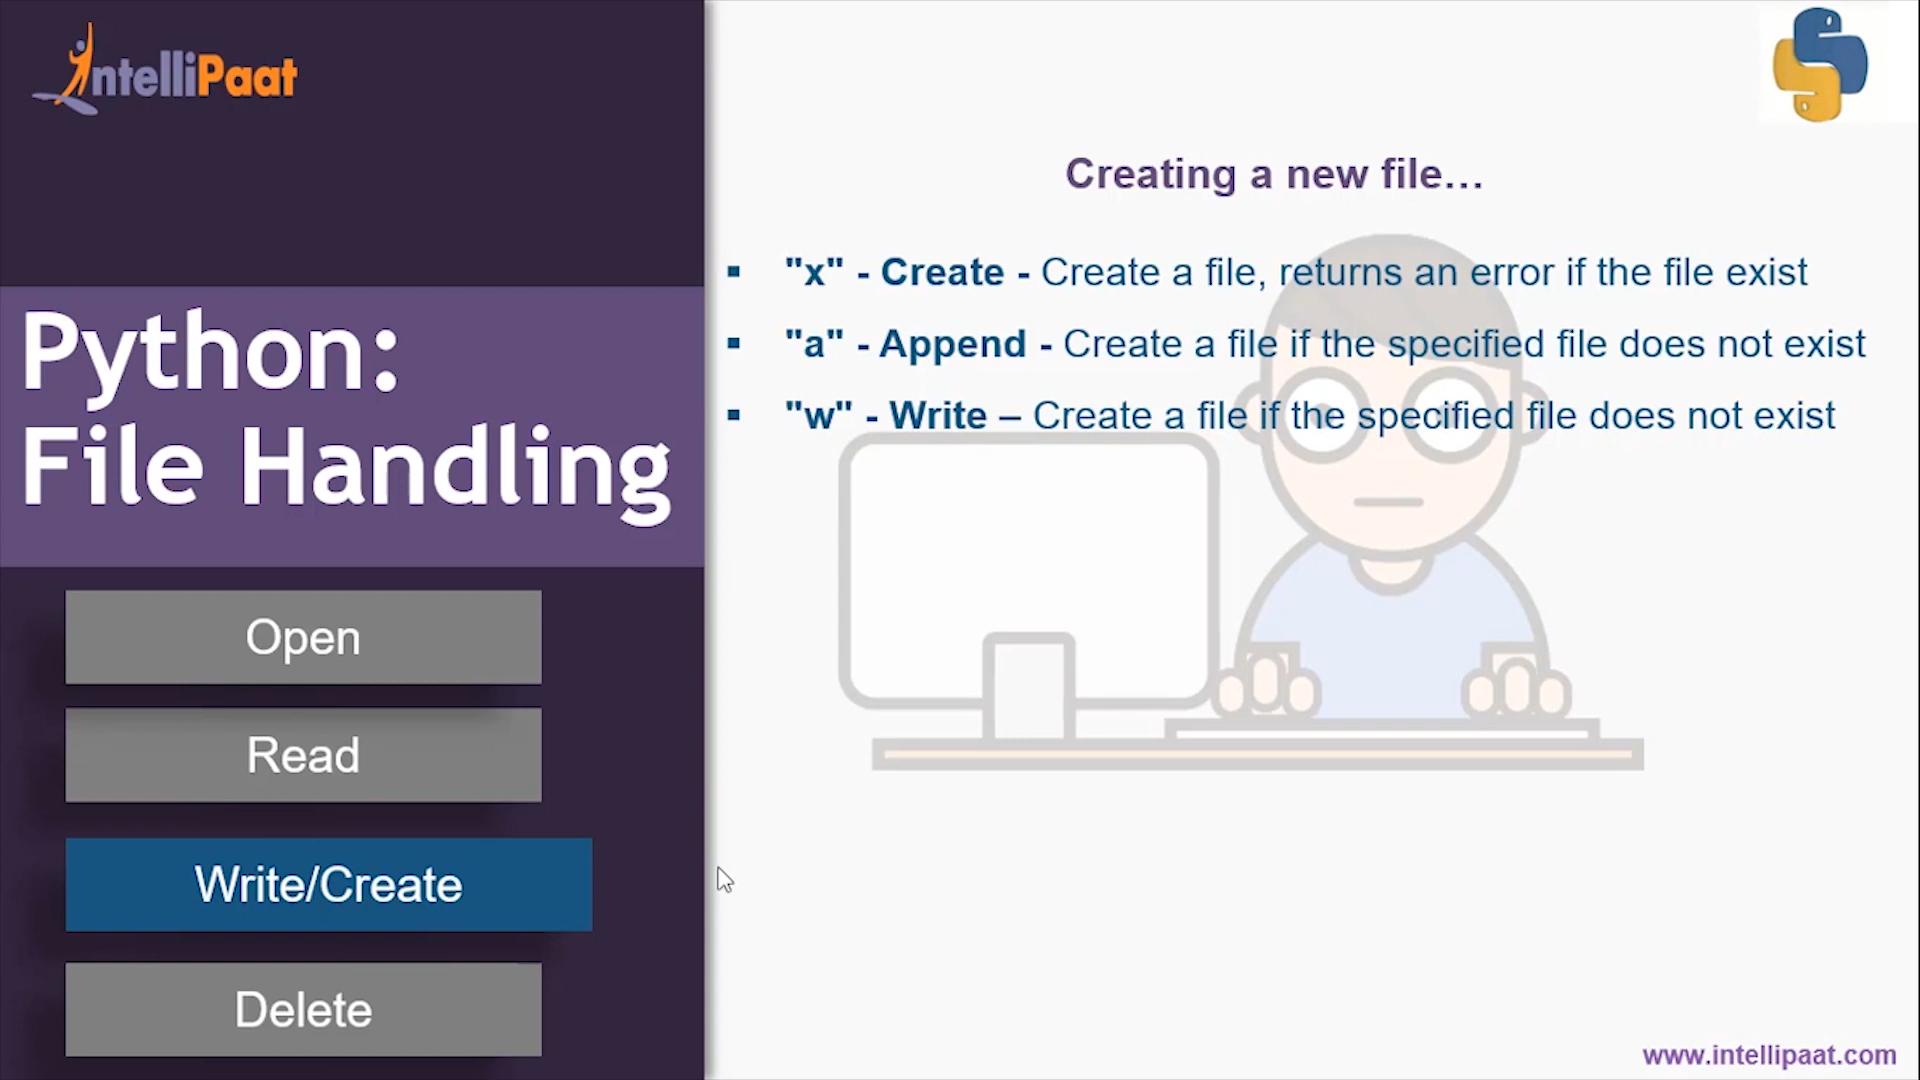 IntelliPaat
Python:
File Handling
Open
Read
Write/Create
Delete
Creating a new file…
▪ "x" - Create - Create a file, returns an error if the file exist
▪ "a" - Append - Create a file if the specified file does not exist
▪ "w" - Write – Create a file if the specified file does not exist
www.intellipaat.com